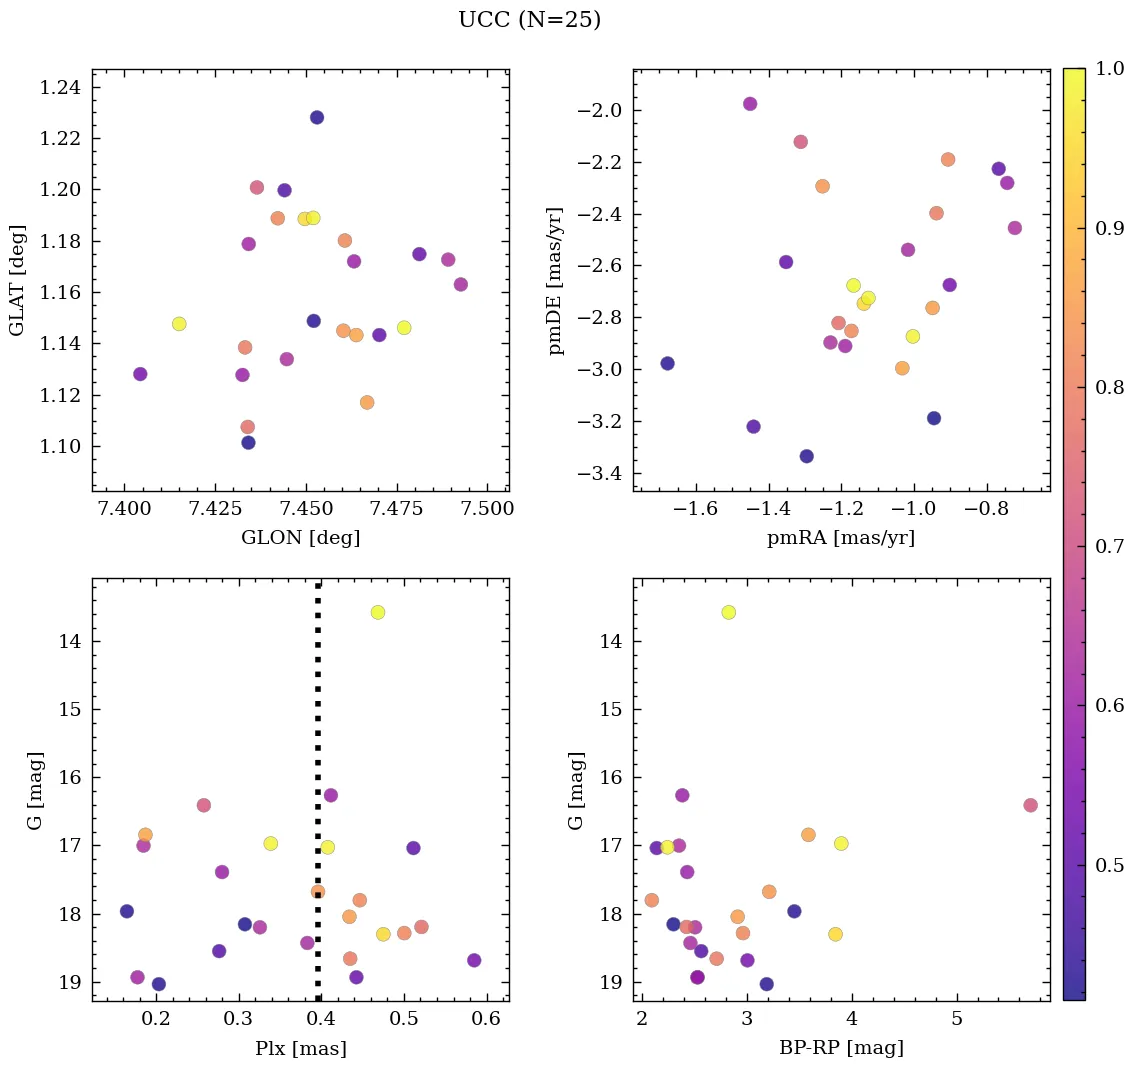 UCC (N=25)
1.24
1.22
1.20
1.18
1.16
1.14
1.12
1.10
GLAT [deg]
7.400 7.425 7.450 7.475 7.500
GLON [deg]
−2.0
−2.2
−2.4
−2.6
−2.8
−3.0
−3.2
−3.4
pmDE [mas/yr]
−1.6 −1.4 −1.2 −1.0 −0.8
pmRA [mas/yr]
1.0
0.9
0.8
0.7
0.6
0.5
14
15
16
17
18
19
G [mag]
0.2 0.3 0.4 0.5 0.6
Plx [mas]
14
15
16
17
18
19
G [mag]
2 3 4 5
BP-RP [mag]